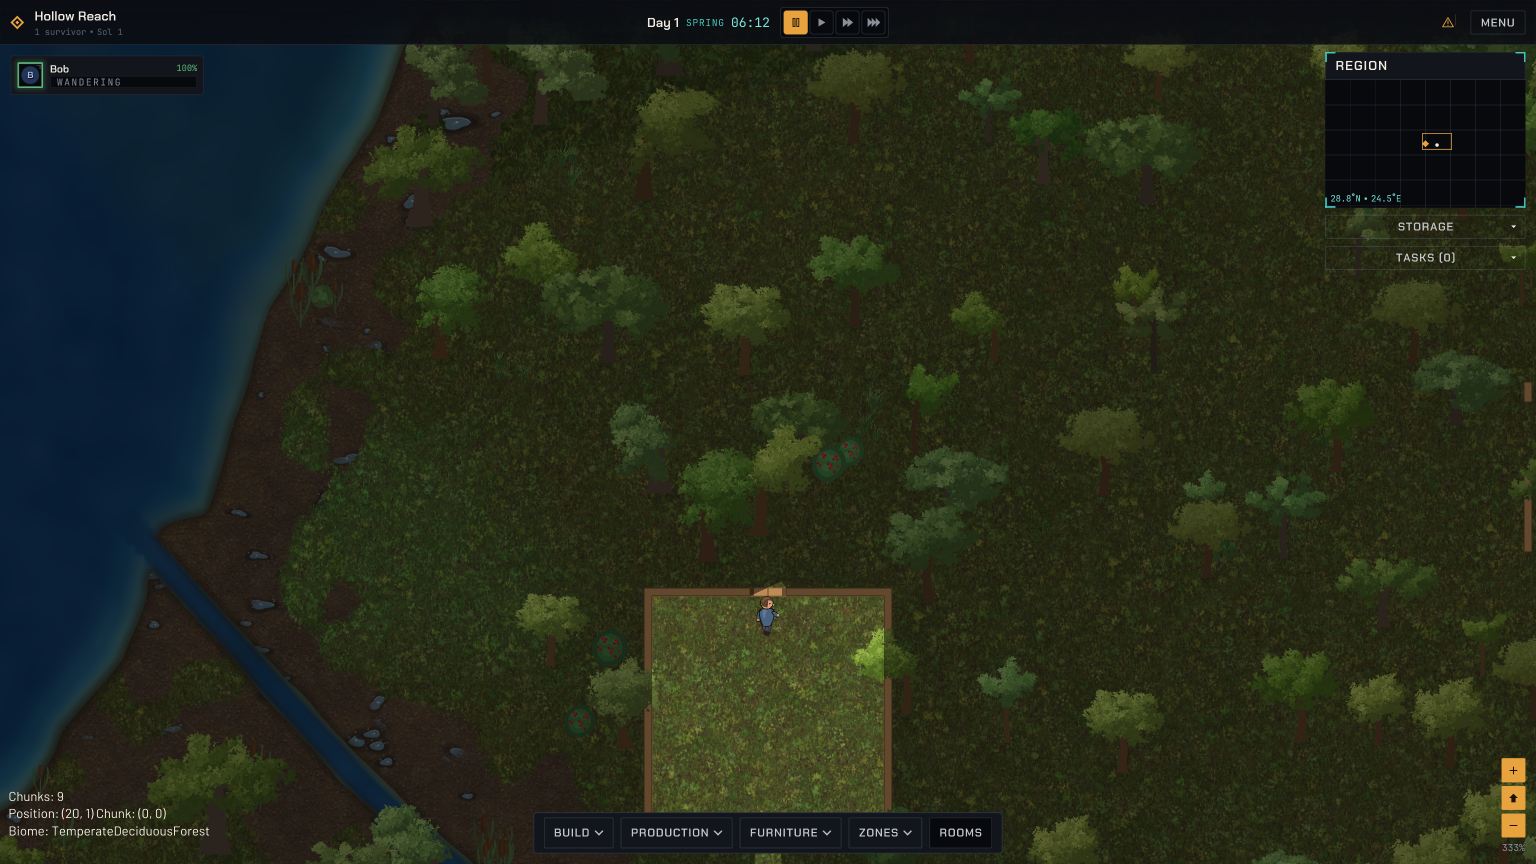 Hollow Reach
1 survivor • Sol 1
Day 1 SPRING 06:12
MENU
B
Bob
100%
WANDERING
REGION
28.8°N • 24.5°E
STORAGE
TASKS (0)
Chunks: 9
Position: (20, 1) Chunk: (0, 0)
Biome: TemperateDeciduousForest
BUILD
PRODUCTION
FURNITURE
ZONES
ROOMS
333%